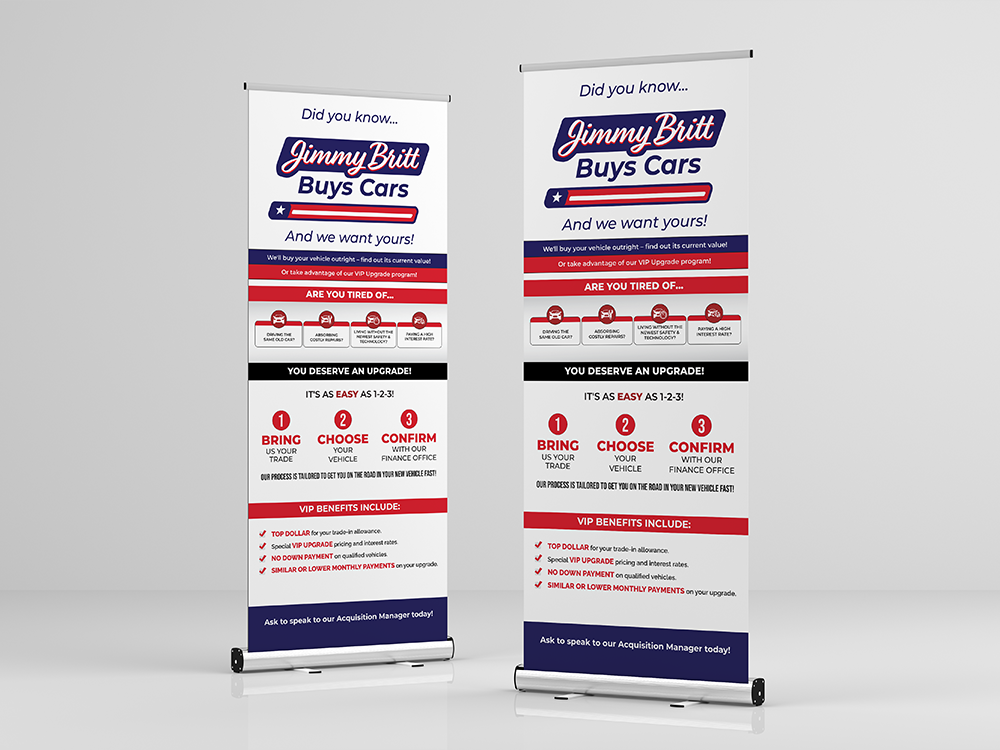 Did you know...
Jimmy Britt
Buys Cars
And we want yours!
We'll buy your vehicle outright – find out its current value!
Or take advantage of our VIP Upgrade program!
ARE YOU TIRED OF...
DRIVING THE
SAME OLD CAR?
ABSORBING
COSTLY REPAIRS?
LIVING WITHOUT THE
NEWEST SAFETY &
TECHNOLOGY?
PAYING A HIGH
INTEREST RATE?
YOU DESERVE AN UPGRADE!
IT'S AS EASY AS 1-2-3!
1
BRING
US YOUR
TRADE
2
CHOOSE
YOUR
VEHICLE
3
CONFIRM
WITH OUR
FINANCE OFFICE
OUR PROCESS IS TAILORED TO GET YOU ON THE ROAD IN YOUR NEW VEHICLE FAST!
VIP BENEFITS INCLUDE:
TOP DOLLAR for your trade-in allowance.
Special VIP UPGRADE pricing and interest rates.
NO DOWN PAYMENT on qualified vehicles.
SIMILAR OR LOWER MONTHLY PAYMENTS on your upgrade.
Ask to speak to our Acquisition Manager today!
Did you know...
Jimmy Britt
Buys Cars
And we want yours!
We'll buy your vehicle outright – find out its current value!
Or take advantage of our VIP Upgrade program!
ARE YOU TIRED OF...
DRIVING THE
SAME OLD CAR?
ABSORBING
COSTLY REPAIRS?
LIVING WITHOUT THE
NEWEST SAFETY &
TECHNOLOGY?
PAYING A HIGH
INTEREST RATE?
YOU DESERVE AN UPGRADE!
IT'S AS EASY AS 1-2-3!
1
BRING
US YOUR
TRADE
2
CHOOSE
YOUR
VEHICLE
3
CONFIRM
WITH OUR
FINANCE OFFICE
OUR PROCESS IS TAILORED TO GET YOU ON THE ROAD IN YOUR NEW VEHICLE FAST!
VIP BENEFITS INCLUDE:
TOP DOLLAR for your trade-in allowance.
Special VIP UPGRADE pricing and interest rates.
NO DOWN PAYMENT on qualified vehicles.
SIMILAR OR LOWER MONTHLY PAYMENTS on your upgrade.
Ask to speak to our Acquisition Manager today!